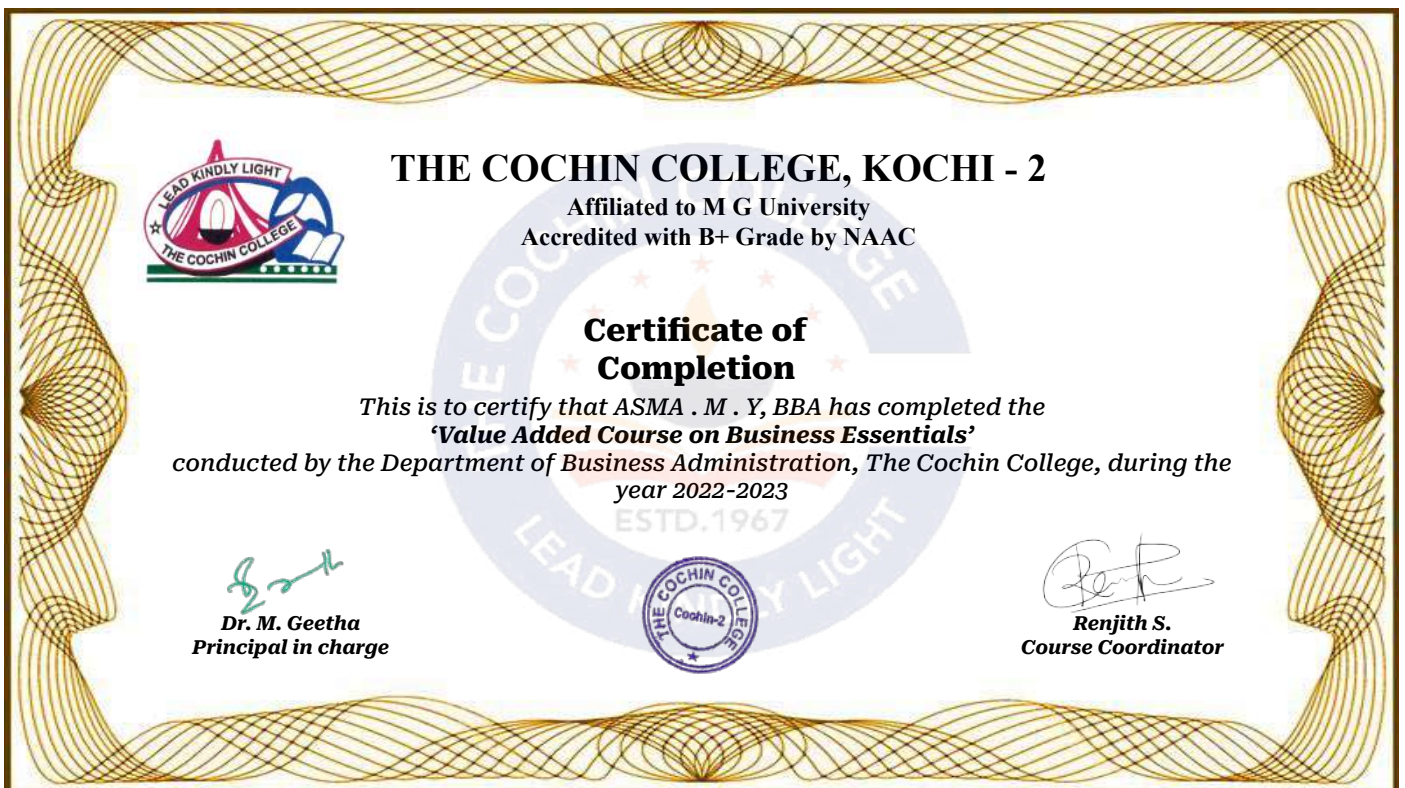 LEAD KINDLY LIGHT
THE COCHIN COLLEGE
THE COCHIN COLLEGE, KOCHI - 2
Affiliated to M G University
Accredited with B+ Grade by NAAC
THE COCHIN COLLEGE
Certificate of
Completion
This is to certify that ASMA . M . Y, BBA has completed the
‘Value Added Course on Business Essentials’
conducted by the Department of Business Administration, The Cochin College, during the
year 2022-2023
ESTD.1967
LEAD KINDLY LIGHT
THE COCHIN COLLEGE
Cochin-2
Dr. M. Geetha
Principal in charge
Renjith S.
Course Coordinator